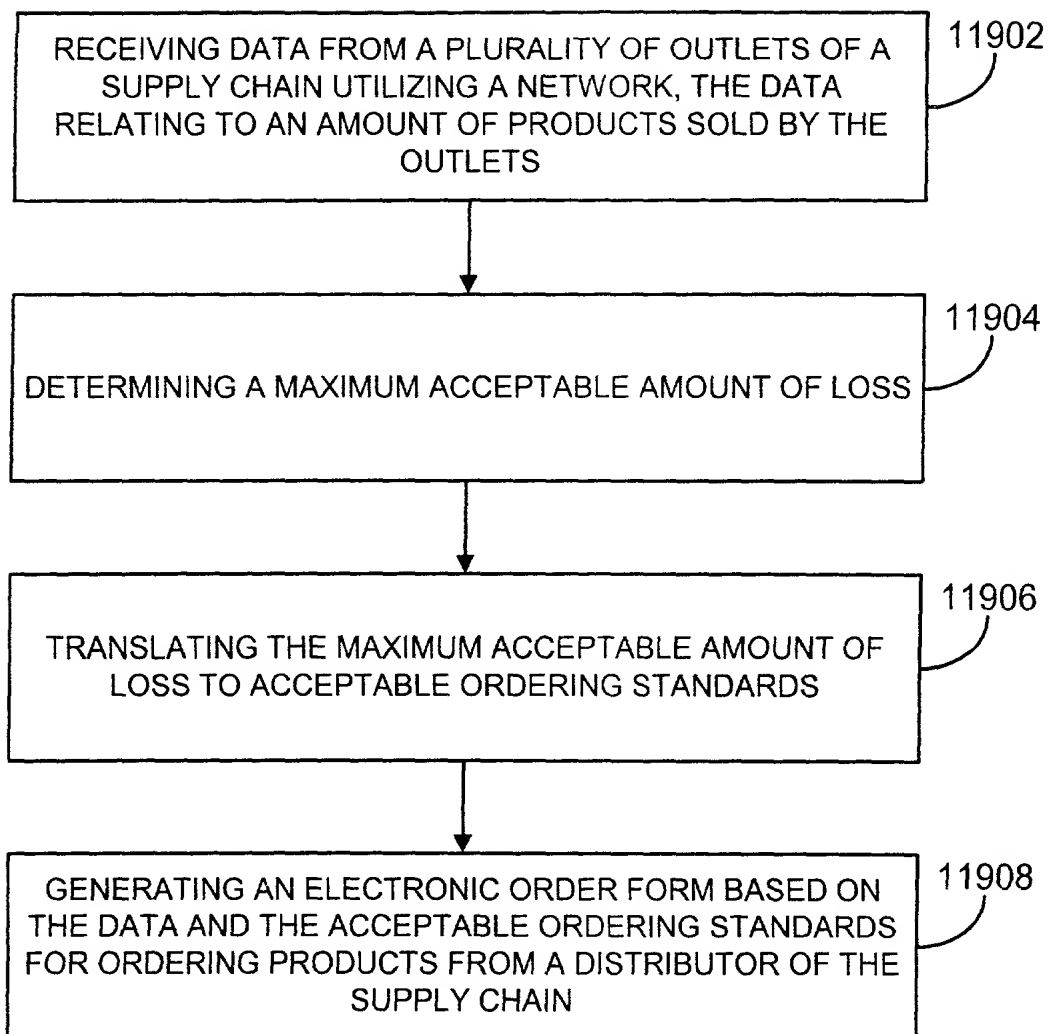 RECEIVING DATA FROM A PLURALITY OF OUTLETS OF A
SUPPLY CHAIN UTILIZING A NETWORK, THE DATA
RELATING TO AN AMOUNT OF PRODUCTS SOLD BY THE
OUTLETS
11902
DETERMINING A MAXIMUM ACCEPTABLE AMOUNT OF LOSS
11904
TRANSLATING THE MAXIMUM ACCEPTABLE AMOUNT OF
LOSS TO ACCEPTABLE ORDERING STANDARDS
11906
GENERATING AN ELECTRONIC ORDER FORM BASED ON
THE DATA AND THE ACCEPTABLE ORDERING STANDARDS
FOR ORDERING PRODUCTS FROM A DISTRIBUTOR OF THE
SUPPLY CHAIN
11908